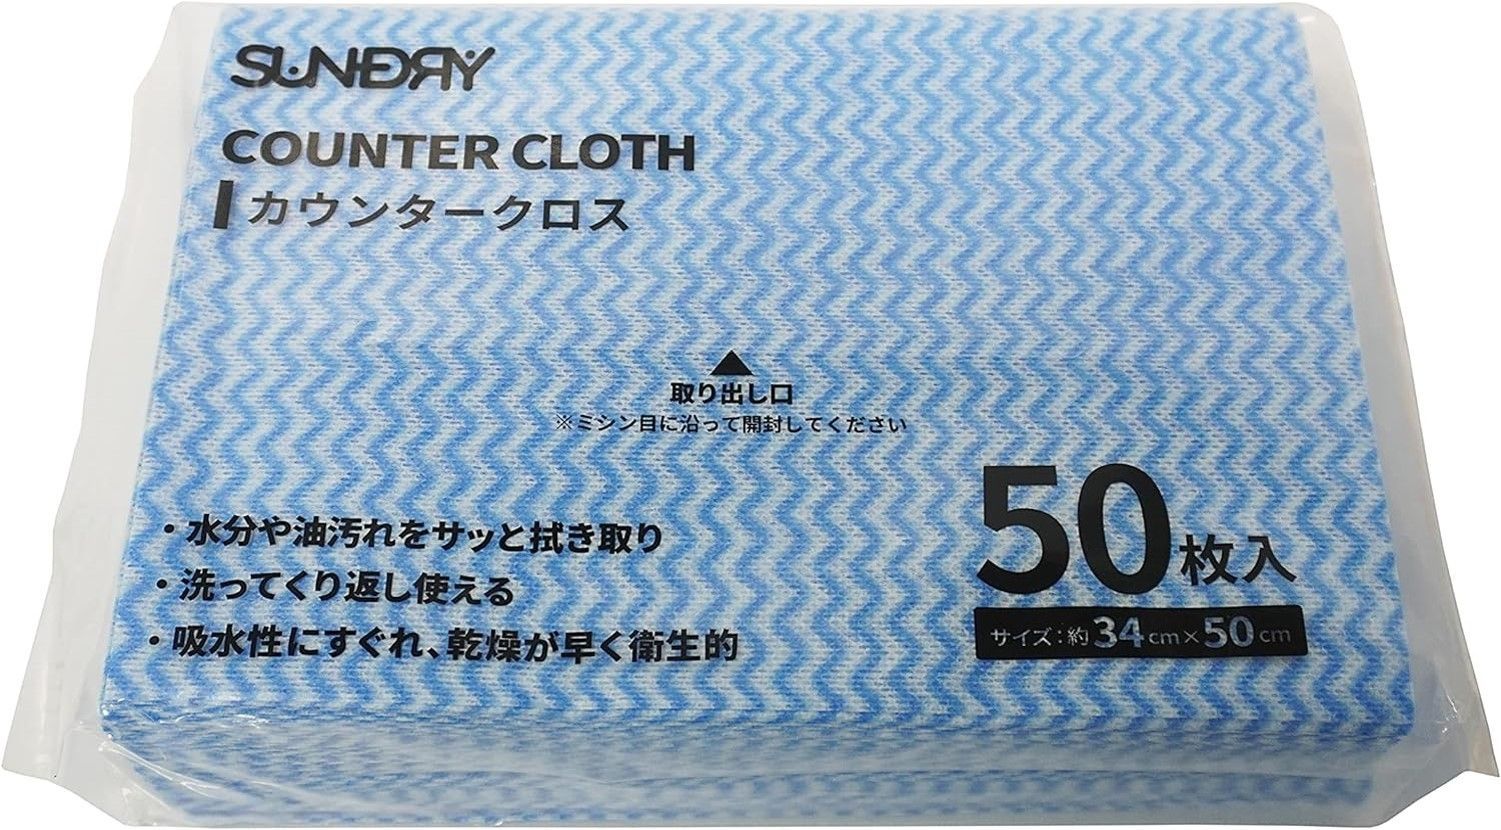 SUNDRY
COUNTER CLOTH
カウンタークロス
▲
取り出し口
※ミシン目に沿って開封してください
・水分や油汚れをサッと拭き取り
・洗ってくり返し使える
・吸水性にすぐれ、乾燥が早く衛生的
50枚入
サイズ:約34cm×50cm